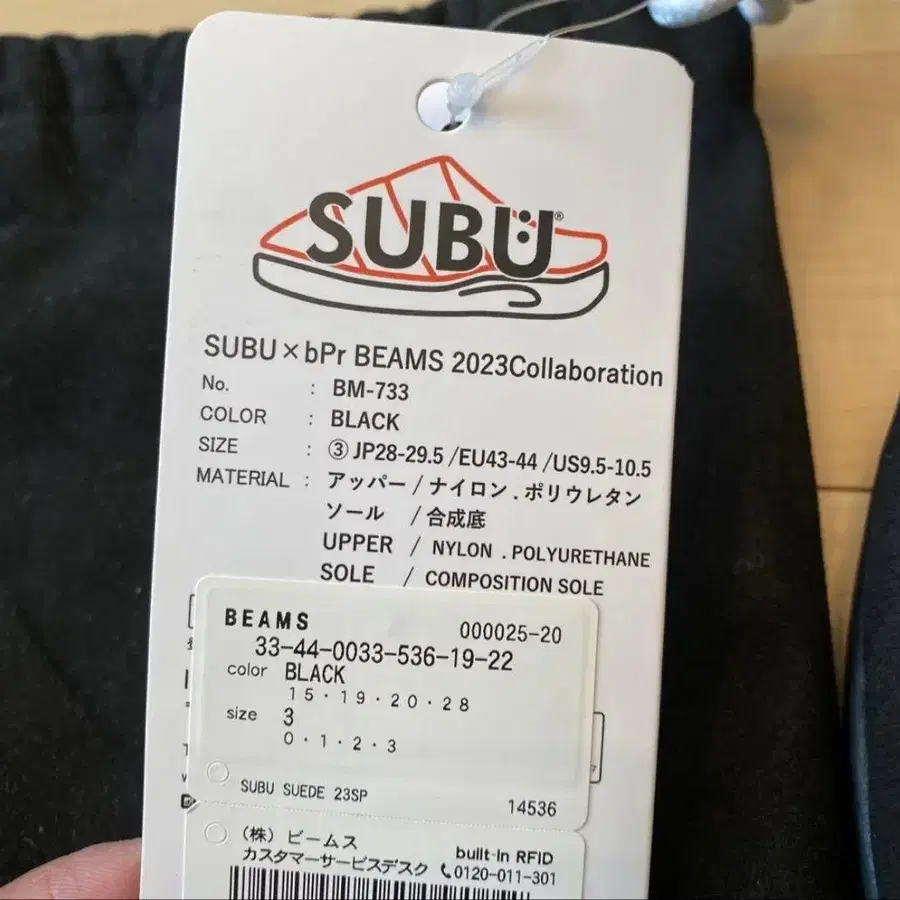 SUBU®
SUBU×bPr BEAMS 2023Collaboration
No. : BM-733
COLOR : BLACK
SIZE : ③ JP28-29.5 /EU43-44 /US9.5-10.5
MATERIAL : アッパー / ナイロン . ポリウレタン
ソール / 合成底
UPPER / NYLON . POLYURETHANE
SOLE / COMPOSITION SOLE
BEAMS 000025-20
33-44-0033-536-19-22
color BLACK
15・19・20・28
size 3
0・1・2・3
SUBU SUEDE 23SP 14536
(株) ビームス built-in RFID
カスタマーサービスデスク 0120-011-301